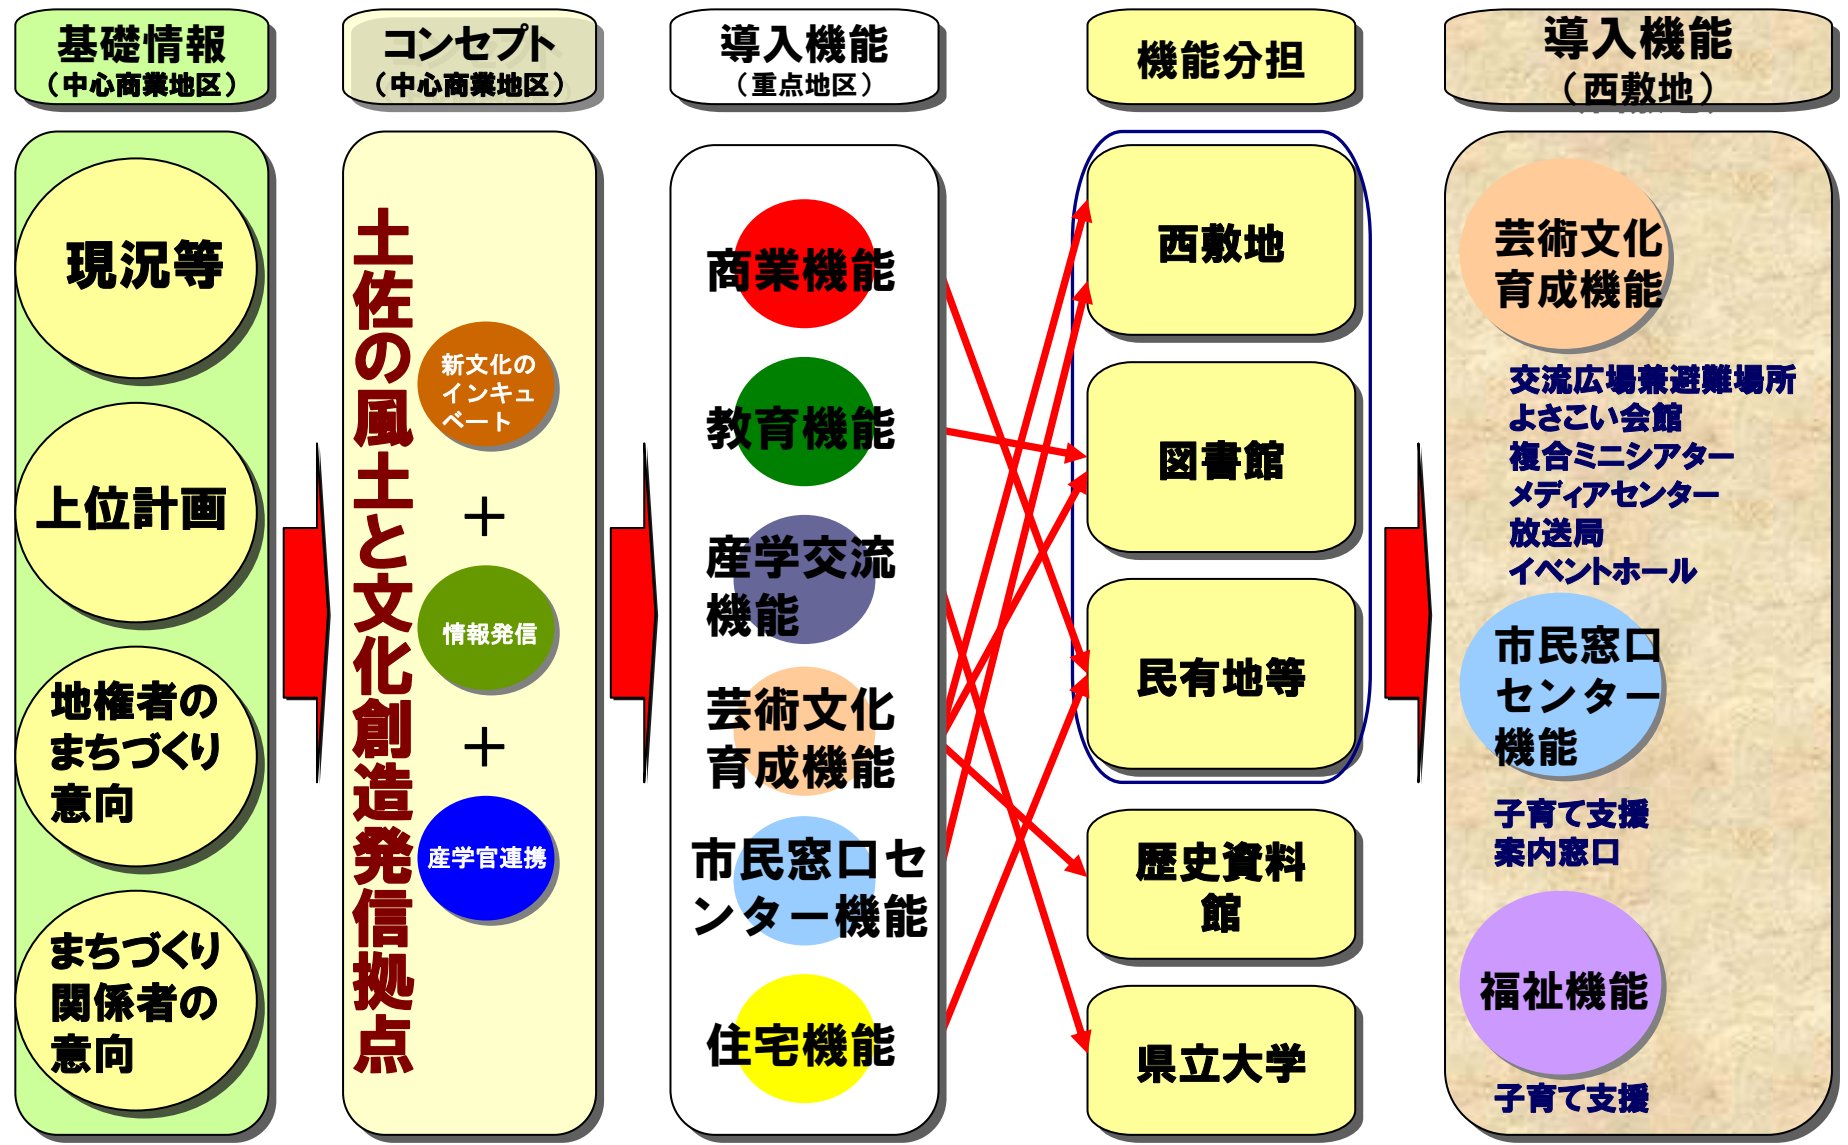 基礎情報
（中心商業地区）
現況等
上位計画
地権者の
まちづくり
意向
まちづくり
関係者の
意向
コンセプト
（中心商業地区）
土佐の風土と文化創造発信拠点
新文化の
インキュ
ベート
＋
情報発信
＋
産学官連携
導入機能
（重点地区）
商業機能
教育機能
産学交流
機能
芸術文化
育成機能
市民窓口セ
ンター機能
住宅機能
機能分担
西敷地
図書館
民有地等
歴史資料
館
県立大学
導入機能
（西敷地）
芸術文化
育成機能
交流広場兼避難場所
よさこい会館
複合ミニシアター
メディアセンター
放送局
イベントホール
市民窓口
センター
機能
子育て支援
案内窓口
福祉機能
子育て支援